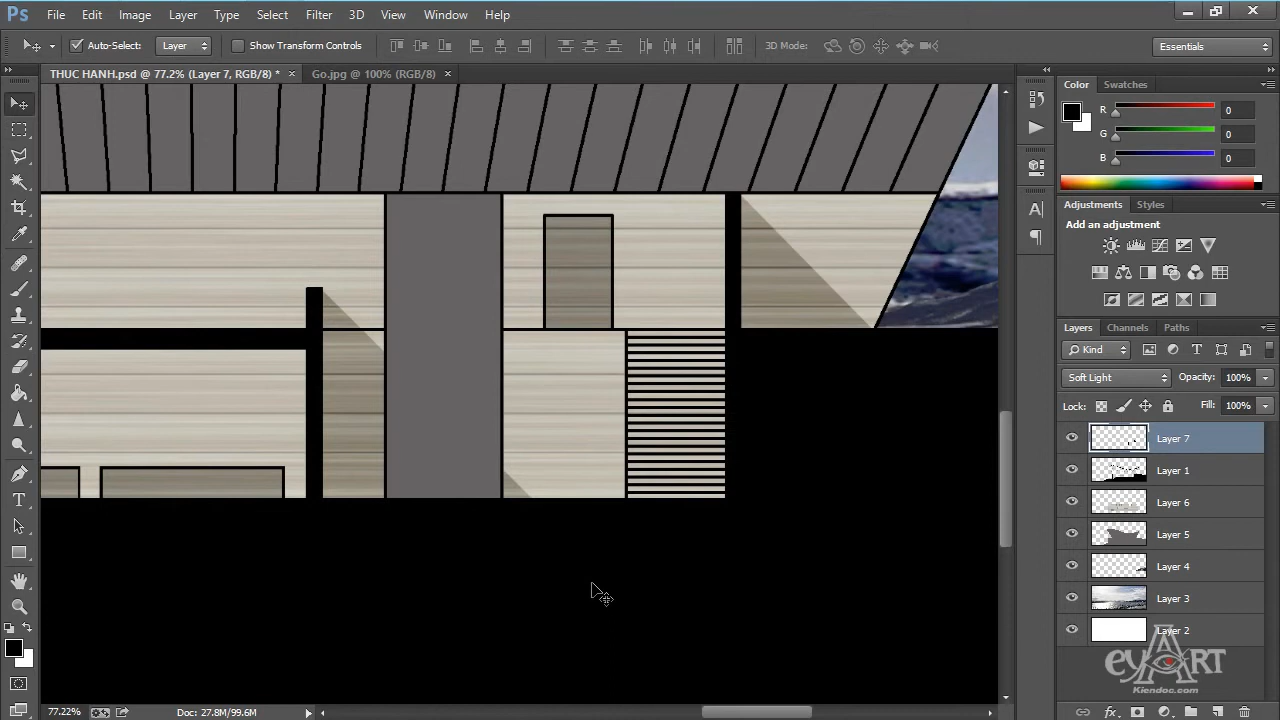 Ps File Edit Image Layer Type Select Filter 3D View Window Help
Auto-Select: Layer Show Transform Controls 3D Mode: Essentials
THUC HANH.psd @ 77.2% (Layer 7, RGB/8) * × Go.jpg @ 100% (RGB/8) ×
Color Swatches
R 0
G 0
B 0
Adjustments Styles
Add an adjustment
Layers Channels Paths
Kind
Soft Light Opacity: 100%
Lock: Fill: 100%
Layer 7
Layer 1
Layer 6
Layer 5
Layer 4
Layer 3
Layer 2
eyART
Kiendoc.com
77.22% Doc: 27.8M/99.6M